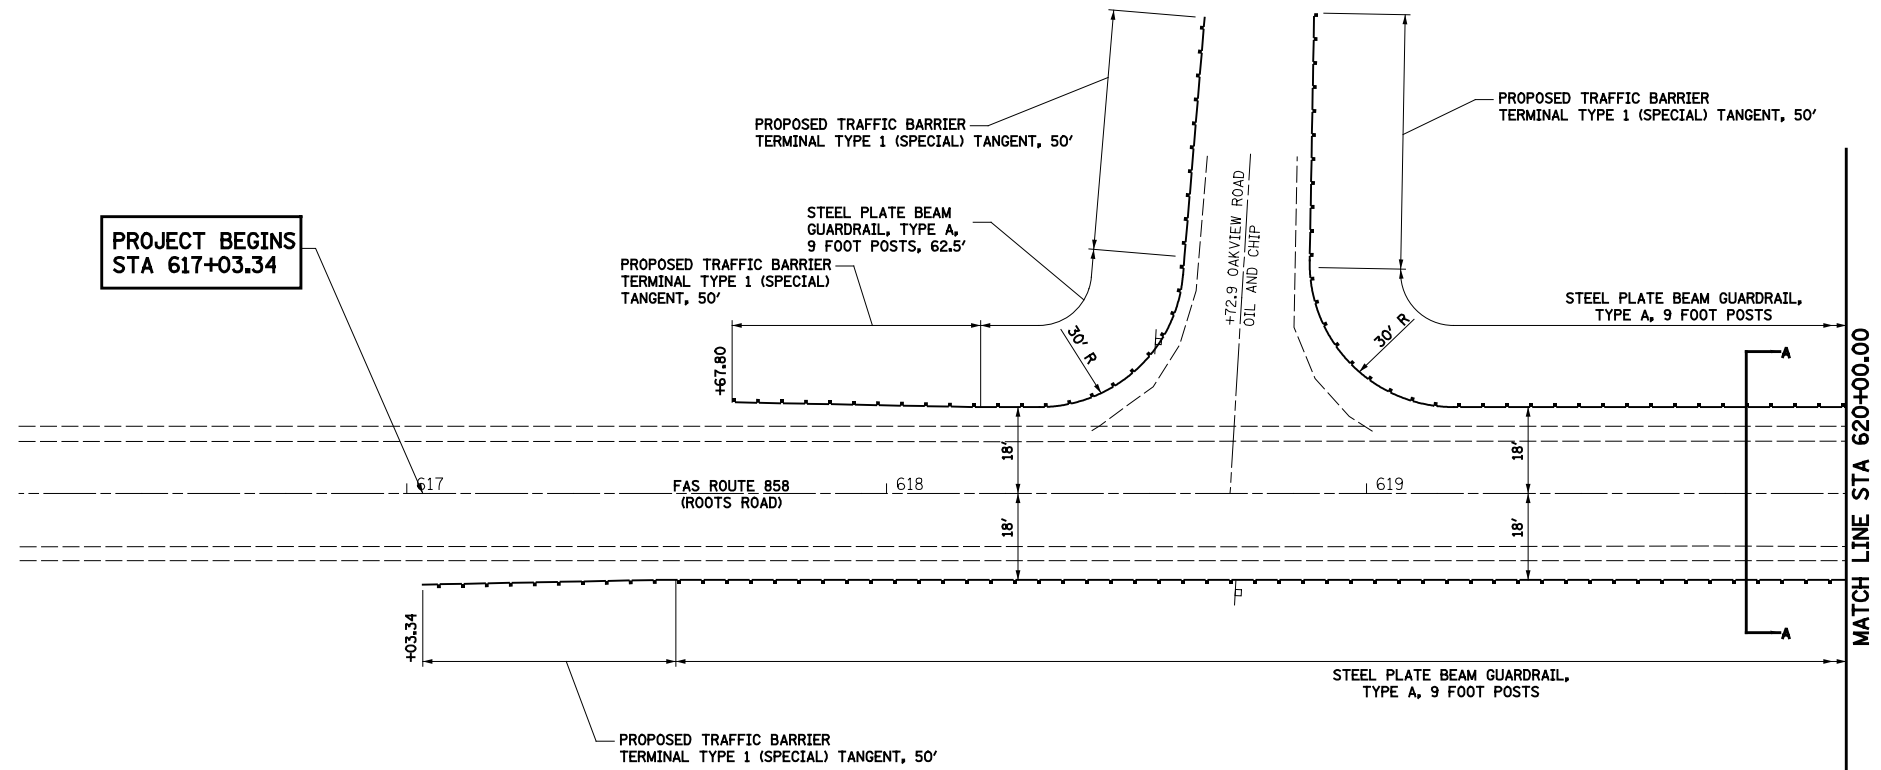 PROPOSED TRAFFIC BARRIER
TERMINAL TYPE 1 (SPECIAL) TANGENT, 50'
PROPOSED TRAFFIC BARRIER
TERMINAL TYPE 1 (SPECIAL) TANGENT, 50'
STEEL PLATE BEAM
GUARDRAIL, TYPE A,
9 FOOT POSTS, 62.5'
PROJECT BEGINS
STA 617+03.34
PROPOSED TRAFFIC BARRIER
TERMINAL TYPE 1 (SPECIAL)
TANGENT, 50'
+72.9 OAKVIEW ROAD
OIL AND CHIP
STEEL PLATE BEAM GUARDRAIL,
TYPE A, 9 FOOT POSTS
+67.80
30' R
30' R
A
18'
18'
617
FAS ROUTE 858
(ROOTS ROAD)
618
619
18'
18'
MATCH LINE STA 620+00.00
+03.34
A
STEEL PLATE BEAM GUARDRAIL,
TYPE A, 9 FOOT POSTS
PROPOSED TRAFFIC BARRIER
TERMINAL TYPE 1 (SPECIAL) TANGENT, 50'